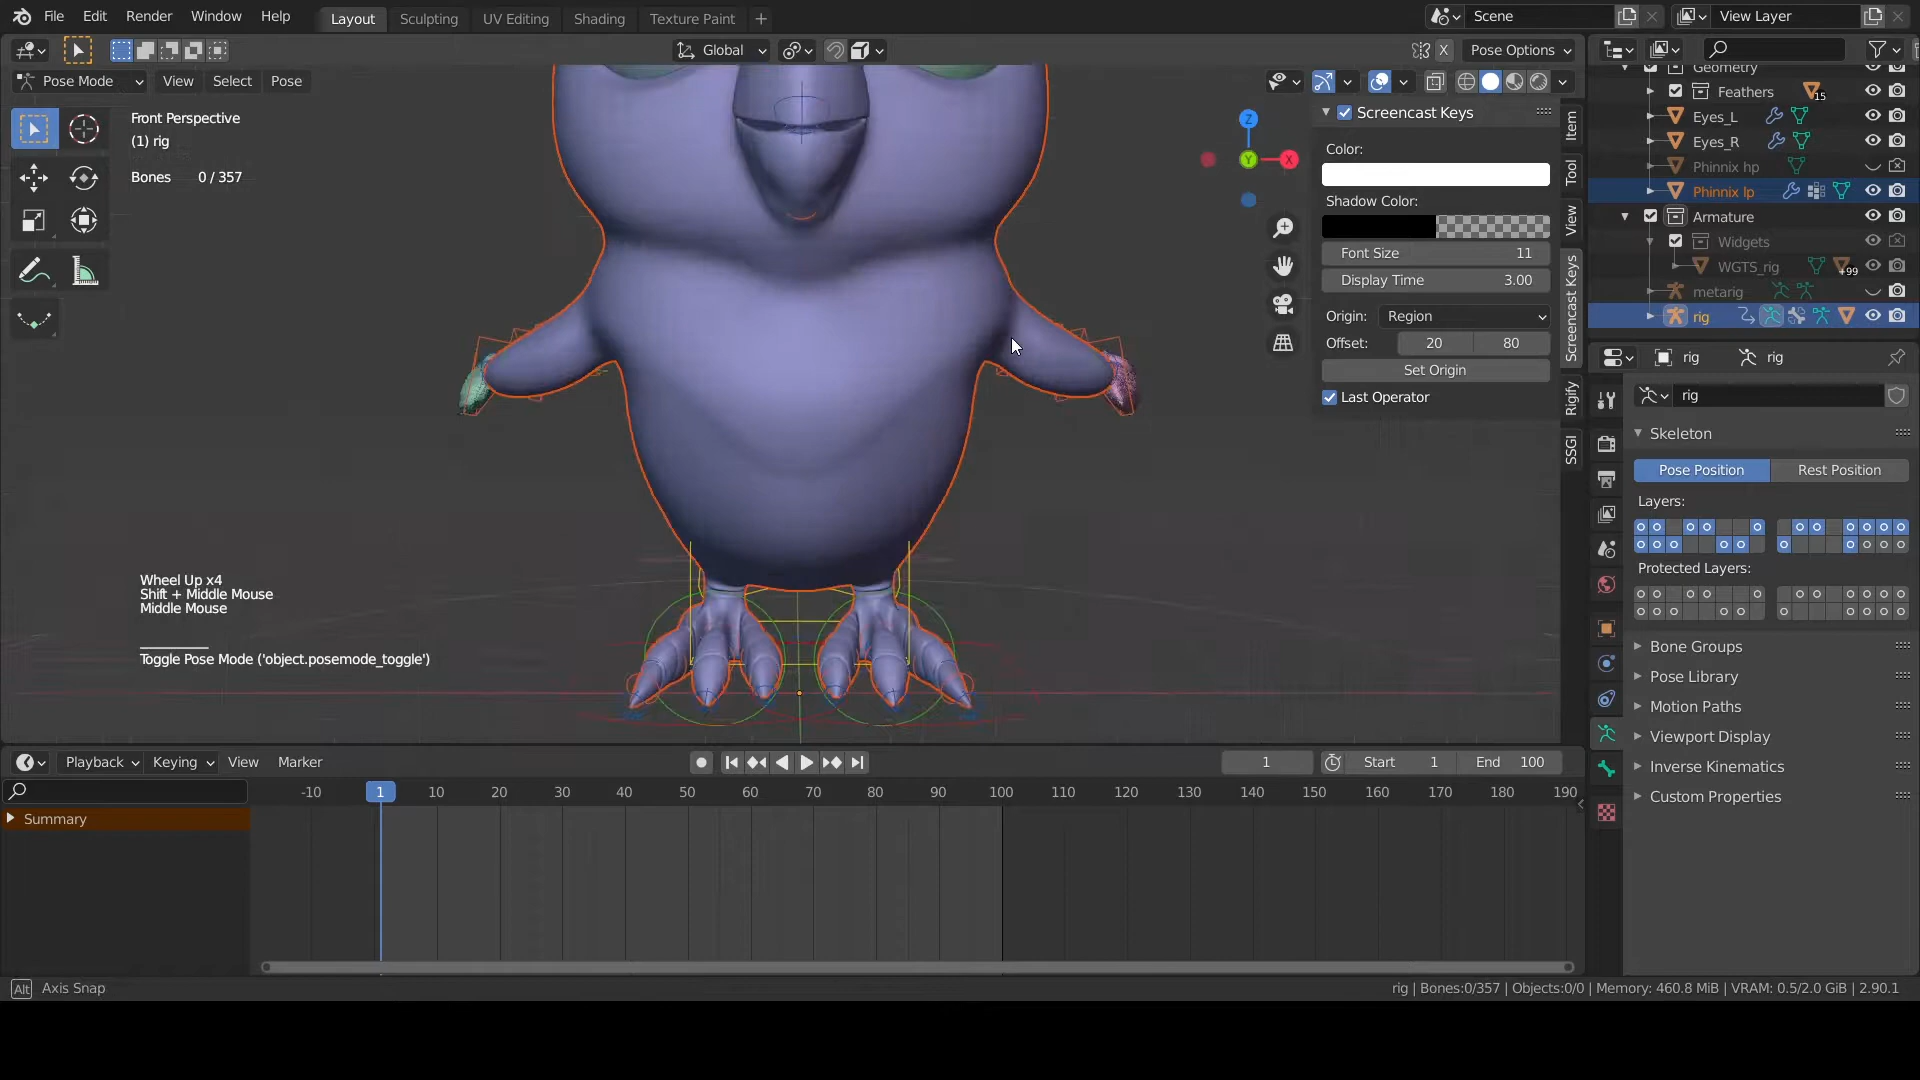 File Edit Render Window Help Layout Sculpting UV Editing Shading Texture Paint + Scene View Layer
Global X Pose Options
Pose Mode View Select Pose
Front Perspective
(1) rig
Bones 0 / 357
Z
X
Y
Screencast Keys
Color:
Shadow Color:
Font Size 11
Display Time 3.00
Origin: Region
Offset: 20 80
Set Origin
Last Operator
Item
Tool
View
Screencast Keys
Rigify
SSGI
Geometry
Feathers 15
Eyes_L
Eyes_R
Phinnix hp
Phinnix lp
Armature
Widgets
WGTS_rig +99
metarig
rig
rig rig
rig
Skeleton
Pose Position Rest Position
Layers:
Protected Layers:
Bone Groups
Pose Library
Motion Paths
Viewport Display
Inverse Kinematics
Custom Properties
Wheel Up x4
Shift + Middle Mouse
Middle Mouse
Toggle Pose Mode ('object.posemode_toggle')
Playback Keying View Marker 1 Start 1 End 100
-10 1 10 20 30 40 50 60 70 80 90 100 110 120 130 140 150 160 170 180 190
Summary
Alt Axis Snap
rig | Bones:0/357 | Objects:0/0 | Memory: 460.8 MiB | VRAM: 0.5/2.0 GiB | 2.90.1